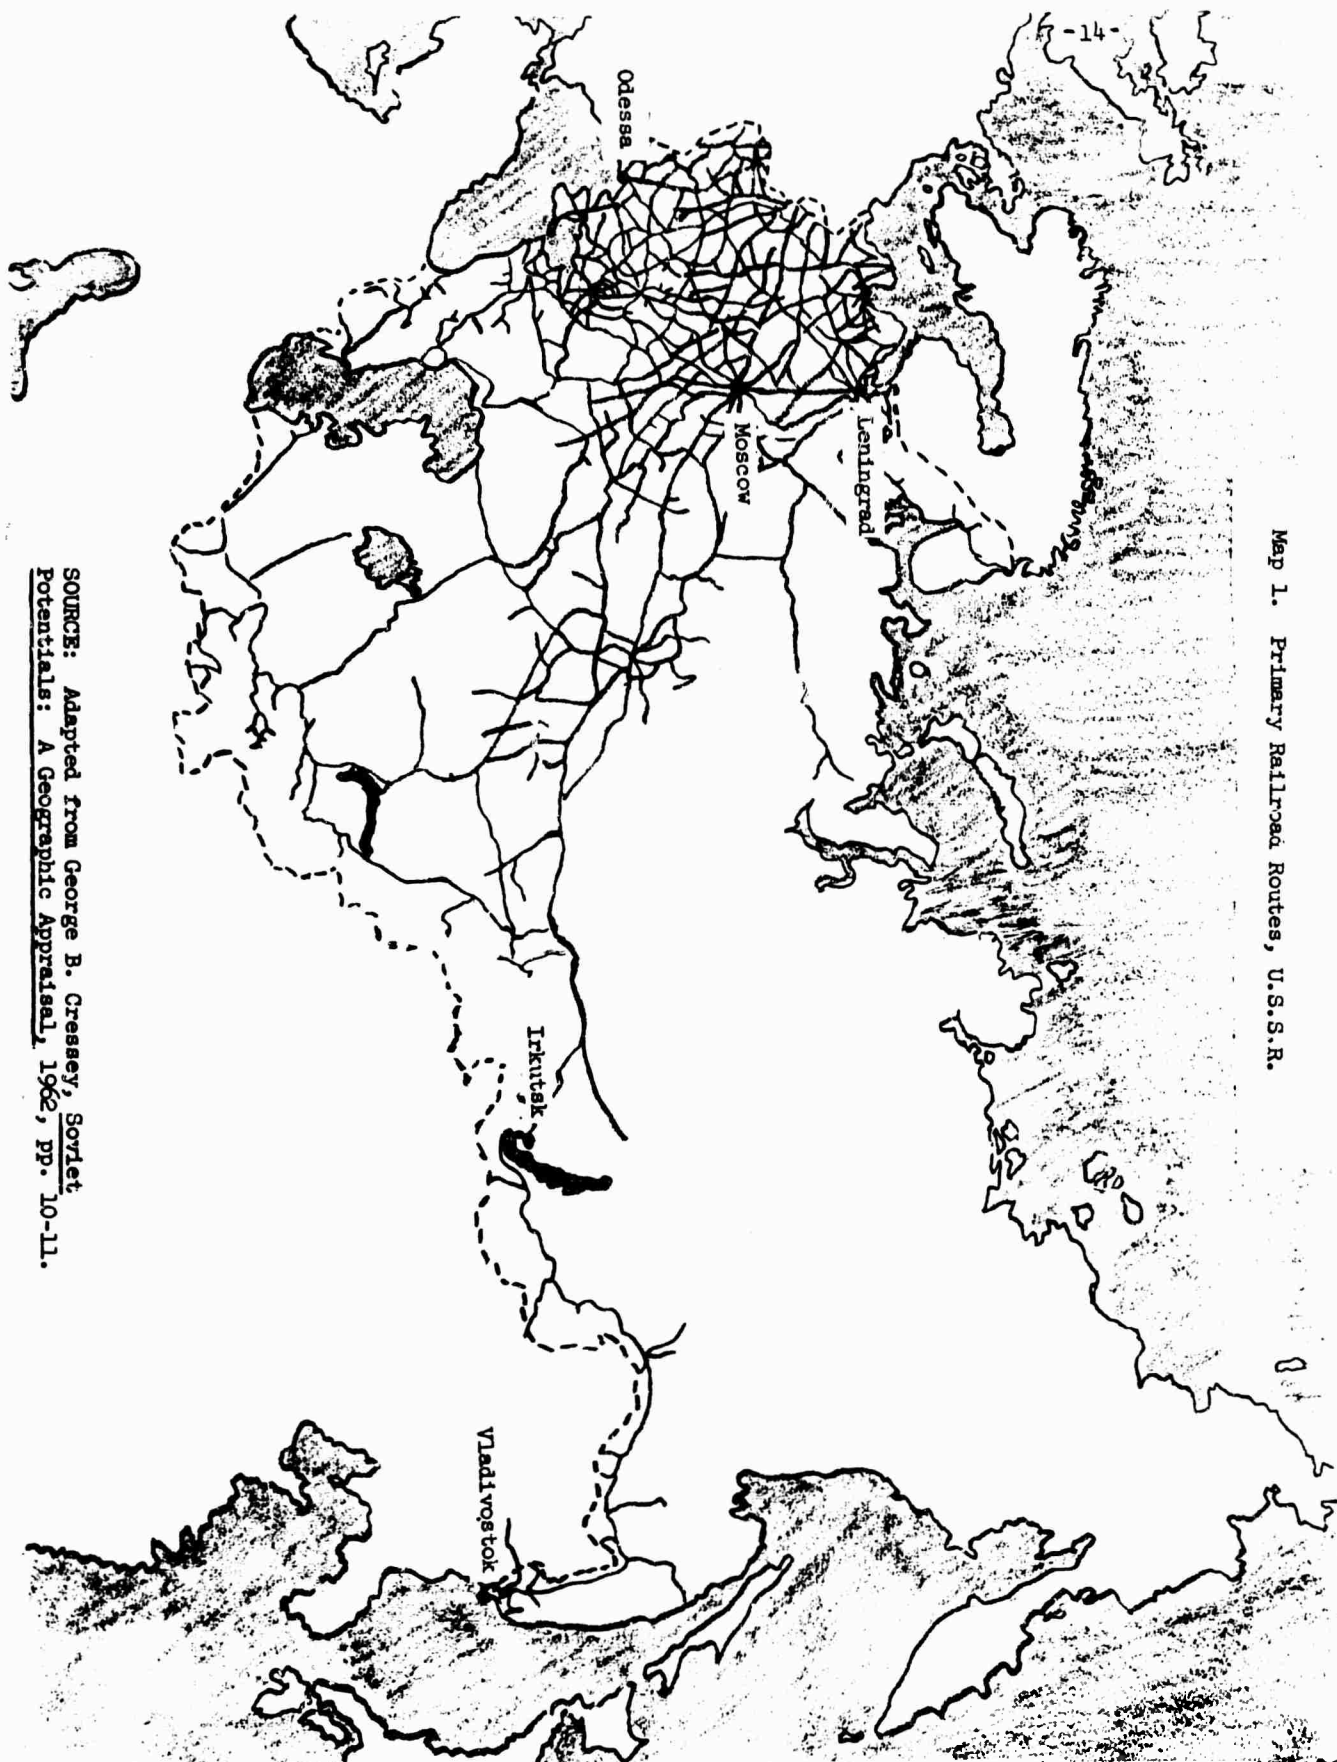 -14-
Map 1. Primary Railroad Routes, U.S.S.R.
Leningrad
Moscow
Odessa
Irkutsk
Vladivostok
SOURCE: Adapted from George B. Cressey, Soviet
Potentials: A Geographic Appraisal, 1962, pp. 10-11.